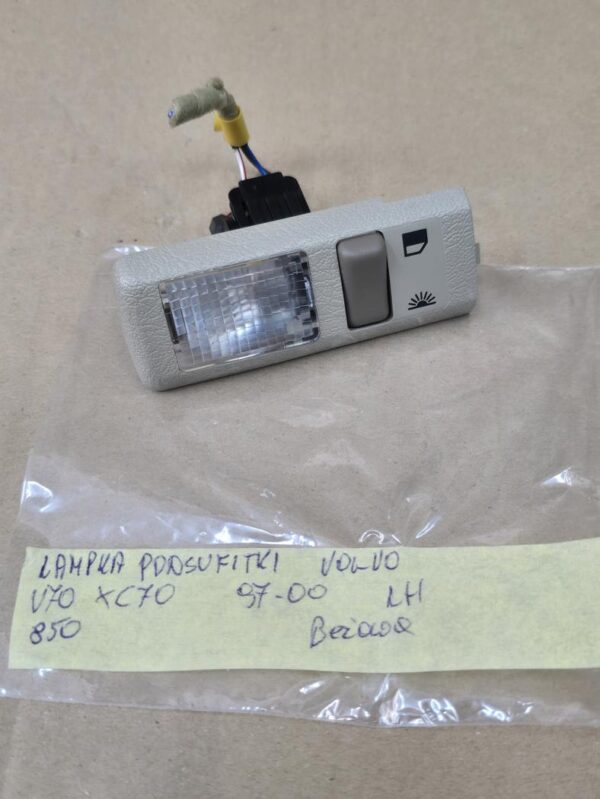 LAMPKA PODSUFITKI VOLVO
V70 XC70 97-00 LH
850 Beżowa